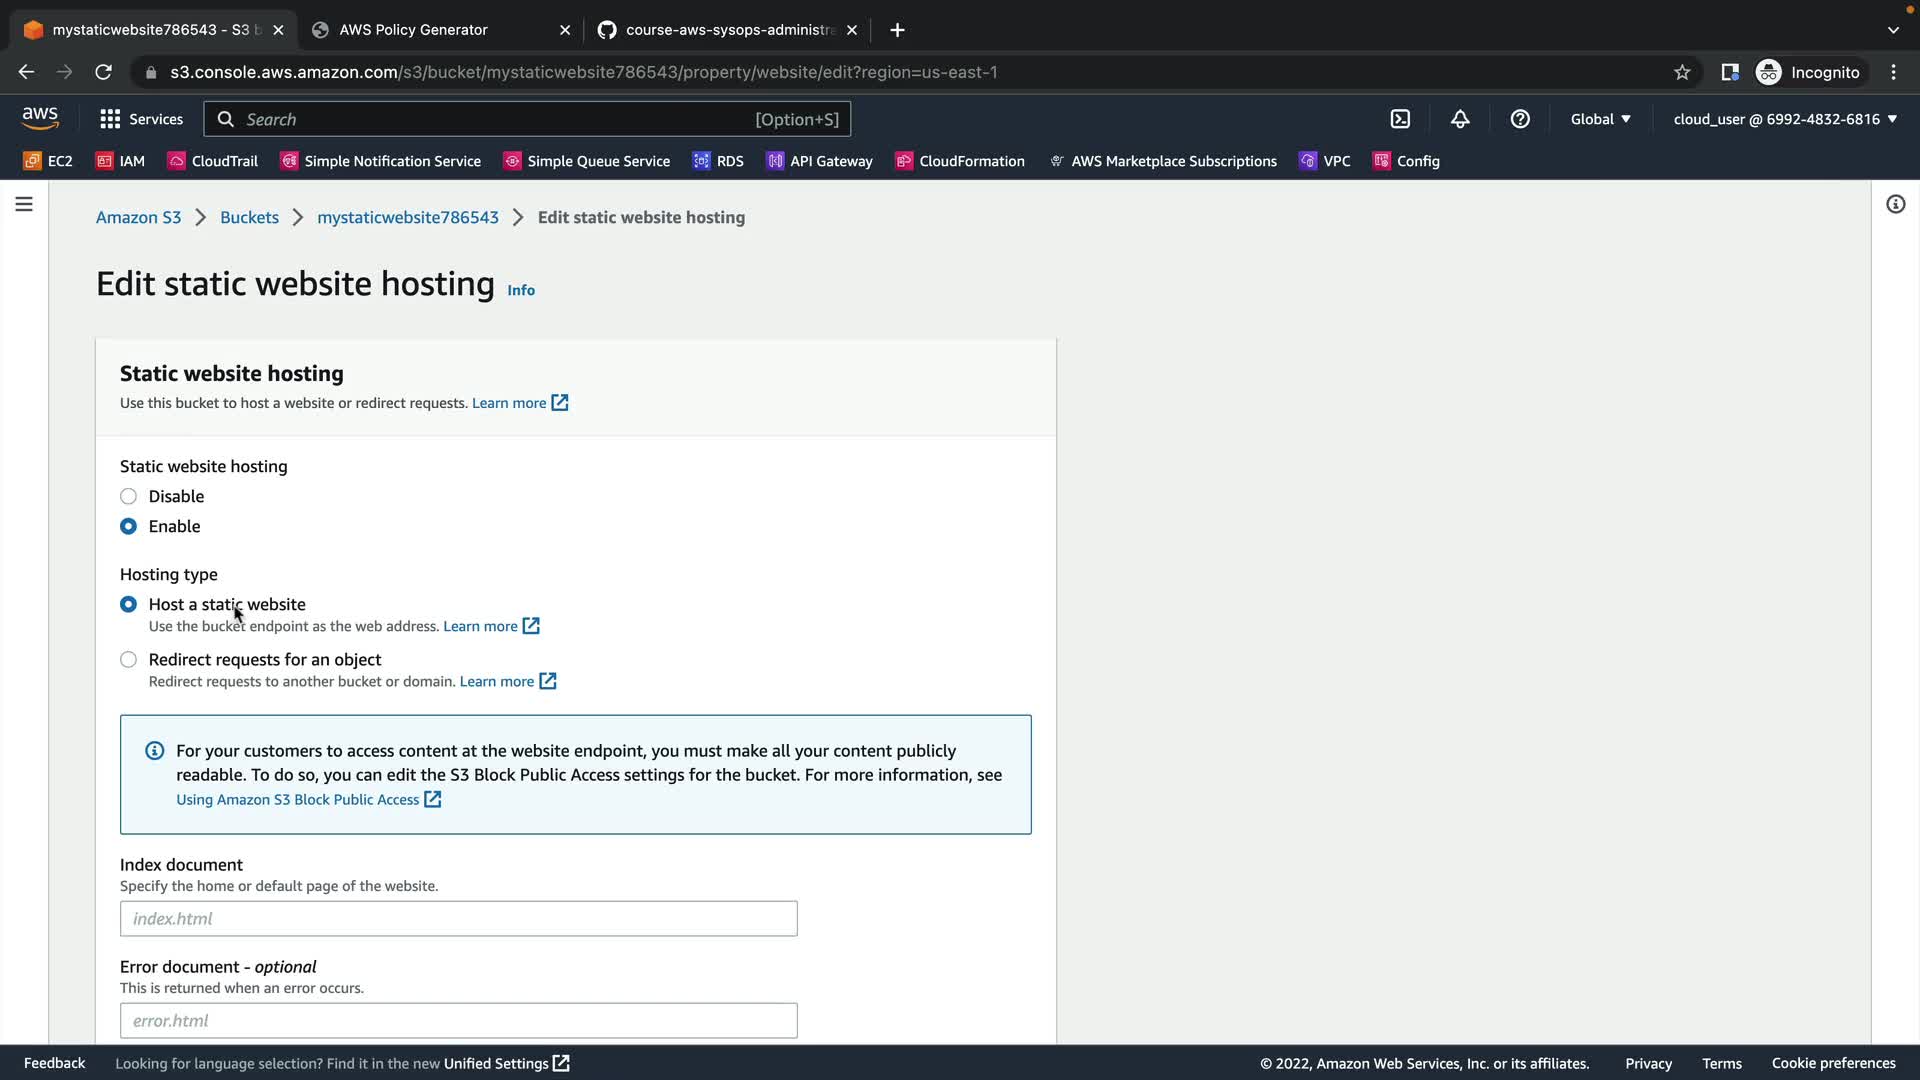 mystaticwebsite786543 - S3 b
AWS Policy Generator
course-aws-sysops-administra
s3.console.aws.amazon.com/s3/bucket/mystaticwebsite786543/property/website/edit?region=us-east-1
Incognito
aws
Services
Search
[Option+S]
Global
cloud_user @ 6992-4832-6816
EC2
IAM
CloudTrail
Simple Notification Service
Simple Queue Service
RDS
API Gateway
CloudFormation
AWS Marketplace Subscriptions
VPC
Config
Amazon S3 > Buckets > mystaticwebsite786543 > Edit static website hosting
Edit static website hosting Info
Static website hosting
Use this bucket to host a website or redirect requests. Learn more
Static website hosting
Disable
Enable
Hosting type
Host a static website
Use the bucket endpoint as the web address. Learn more
Redirect requests for an object
Redirect requests to another bucket or domain. Learn more
For your customers to access content at the website endpoint, you must make all your content publicly
readable. To do so, you can edit the S3 Block Public Access settings for the bucket. For more information, see
Using Amazon S3 Block Public Access
Index document
Specify the home or default page of the website.
index.html
Error document - optional
This is returned when an error occurs.
error.html
Feedback
Looking for language selection? Find it in the new Unified Settings
© 2022, Amazon Web Services, Inc. or its affiliates.
Privacy
Terms
Cookie preferences